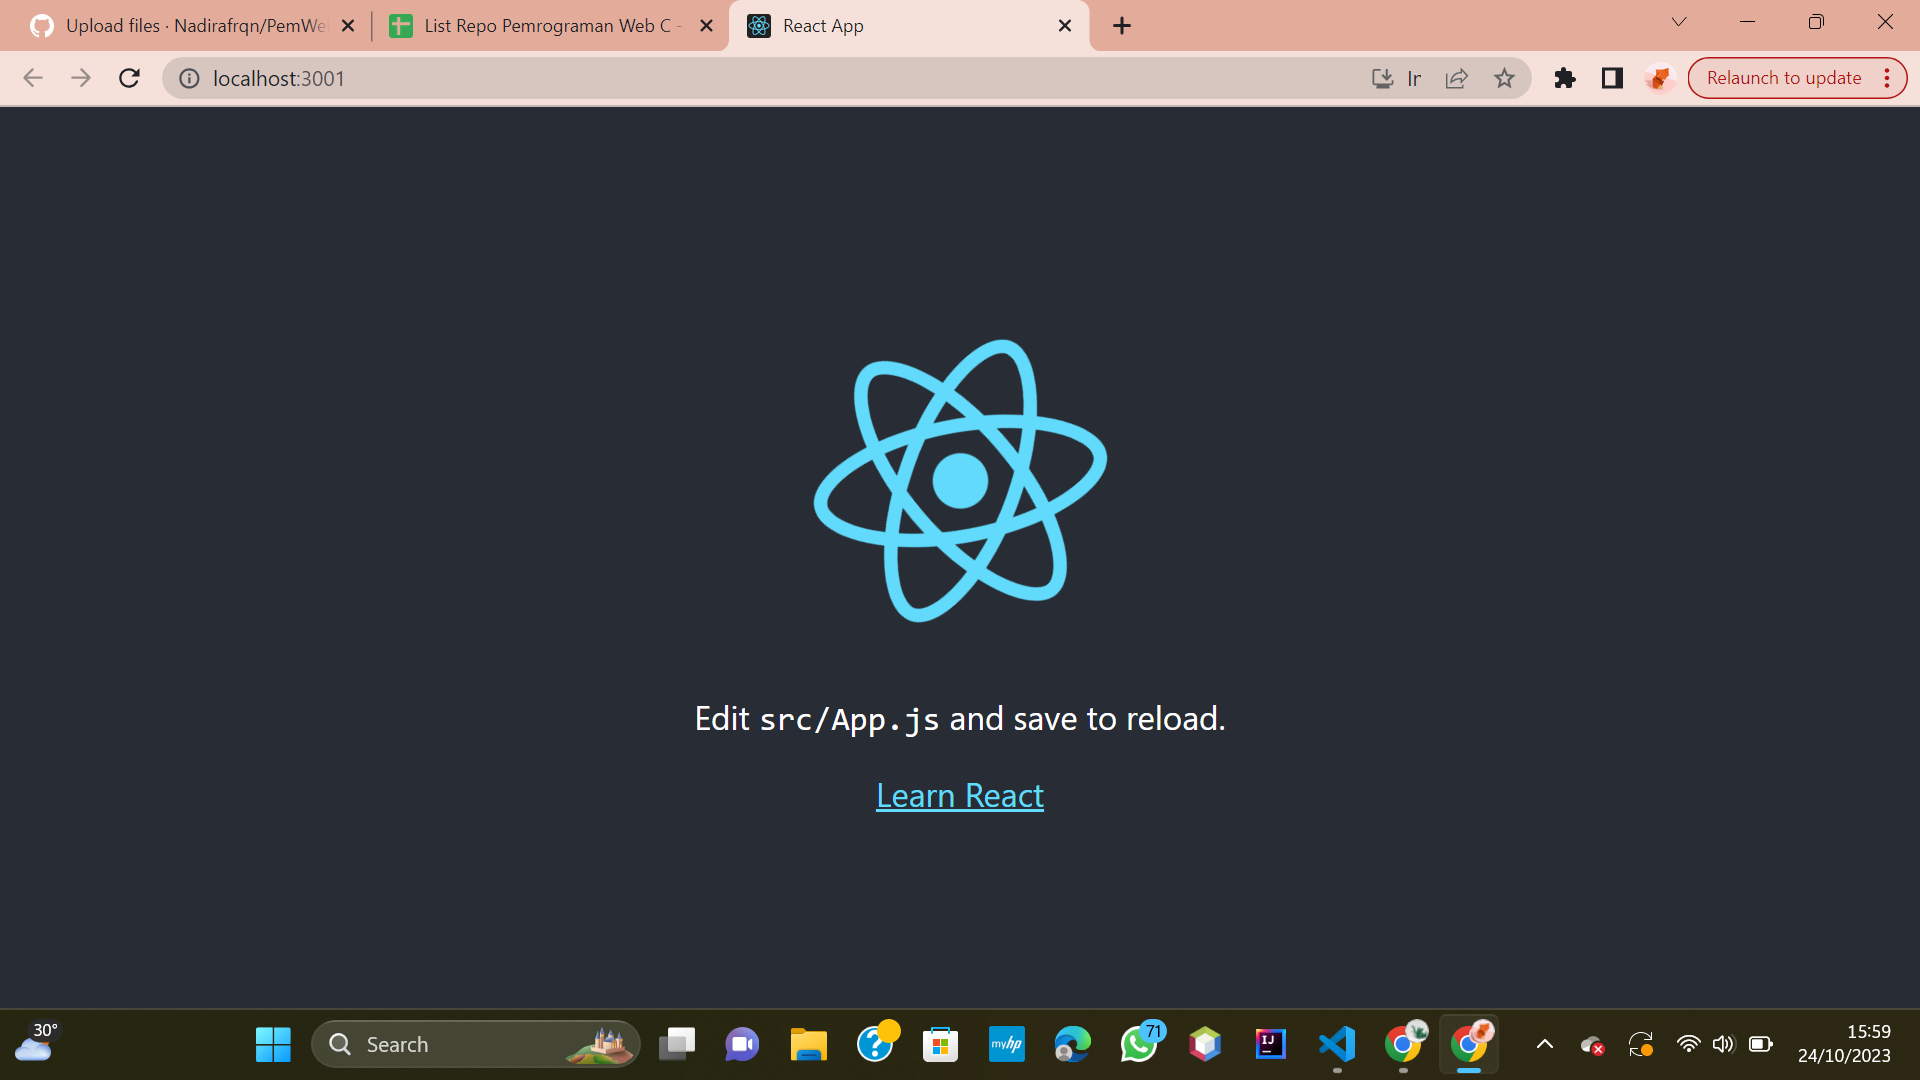 Upload files · Nadirafrqn/PemWe
List Repo Pemrograman Web C -
React App
localhost:3001
Ir
Relaunch to update
Edit src/App.js and save to reload.
Learn React
30°
Search
myhp
71
IJ
15:59
24/10/2023